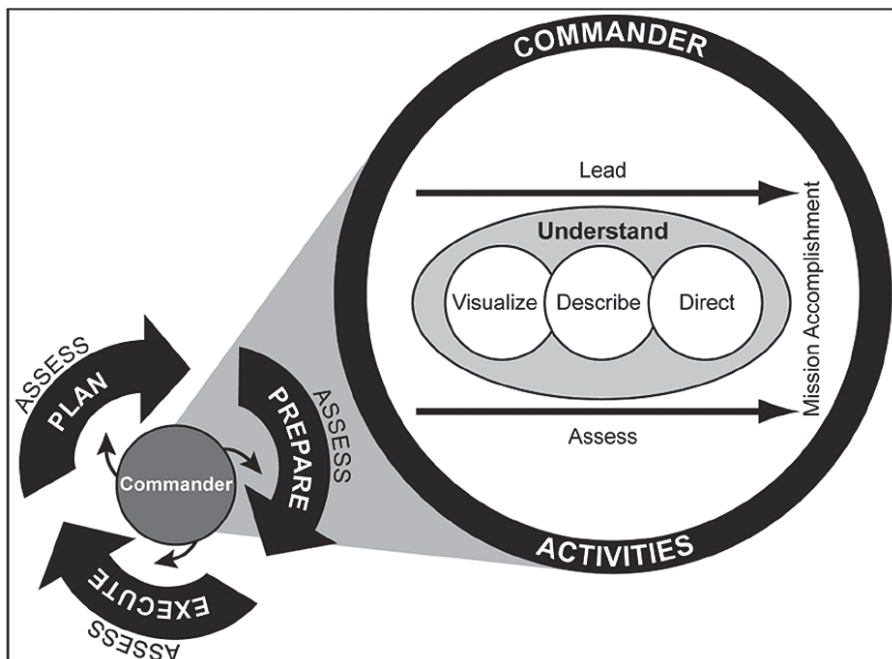 COMMANDER
Lead
Understand
Visualize
Describe
Direct
Mission Accomplishment
Assess
ACTIVITIES
ASSESS
PLAN
ASSESS
PREPARE
Commander
EXECUTE
ASSESS